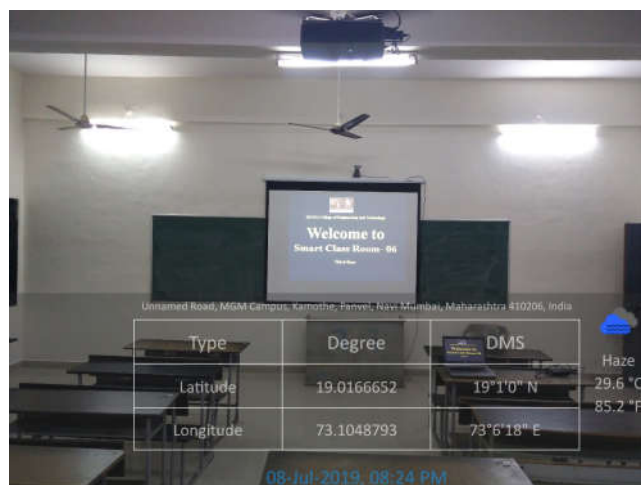 Welcome to
Smart Class Room- 06
Third Floor
Unnamed Road, MGM Campus, Kamothe, Panvel, Navi Mumbai, Maharashtra 410206, India
Type Degree DMS
Latitude 19.0166652 19°1'0" N
Longitude 73.1048793 73°6'18" E
Haze
29.6 °C
85.2 °F
08-Jul-2019, 08:24 PM